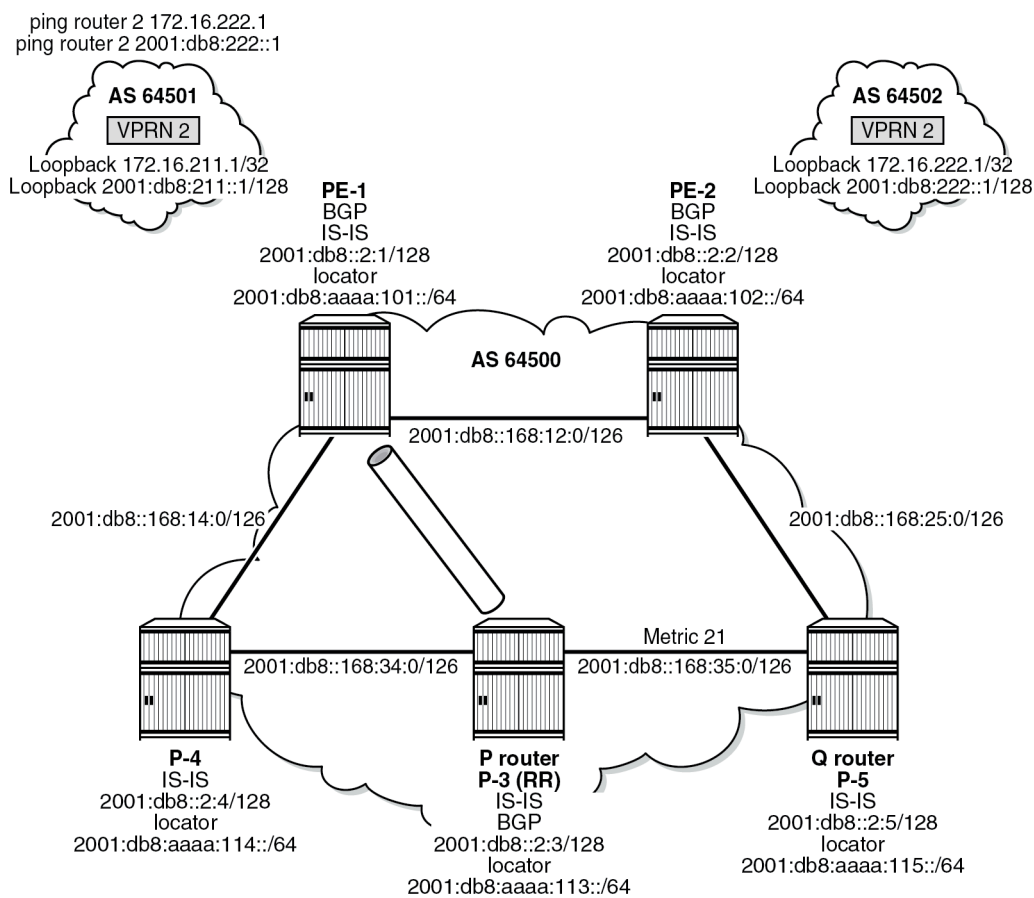 ping router 2 172.16.222.1
ping router 2 2001:db8:222::1
AS 64501
VPRN 2
Loopback 172.16.211.1/32
Loopback 2001:db8:211::1/128
AS 64502
VPRN 2
Loopback 172.16.222.1/32
Loopback 2001:db8:222::1/128
PE-1
BGP
IS-IS
2001:db8::2:1/128
locator
2001:db8:aaaa:101::/64
PE-2
BGP
IS-IS
2001:db8::2:2/128
locator
2001:db8:aaaa:102::/64
AS 64500
2001:db8::168:12:0/126
2001:db8::168:14:0/126
2001:db8::168:25:0/126
Metric 21
2001:db8::168:34:0/126
2001:db8::168:35:0/126
P-4
IS-IS
2001:db8::2:4/128
locator
2001:db8:aaaa:114::/64
P router
P-3 (RR)
IS-IS
BGP
2001:db8::2:3/128
locator
2001:db8:aaaa:113::/64
Q router
P-5
IS-IS
2001:db8::2:5/128
locator
2001:db8:aaaa:115::/64